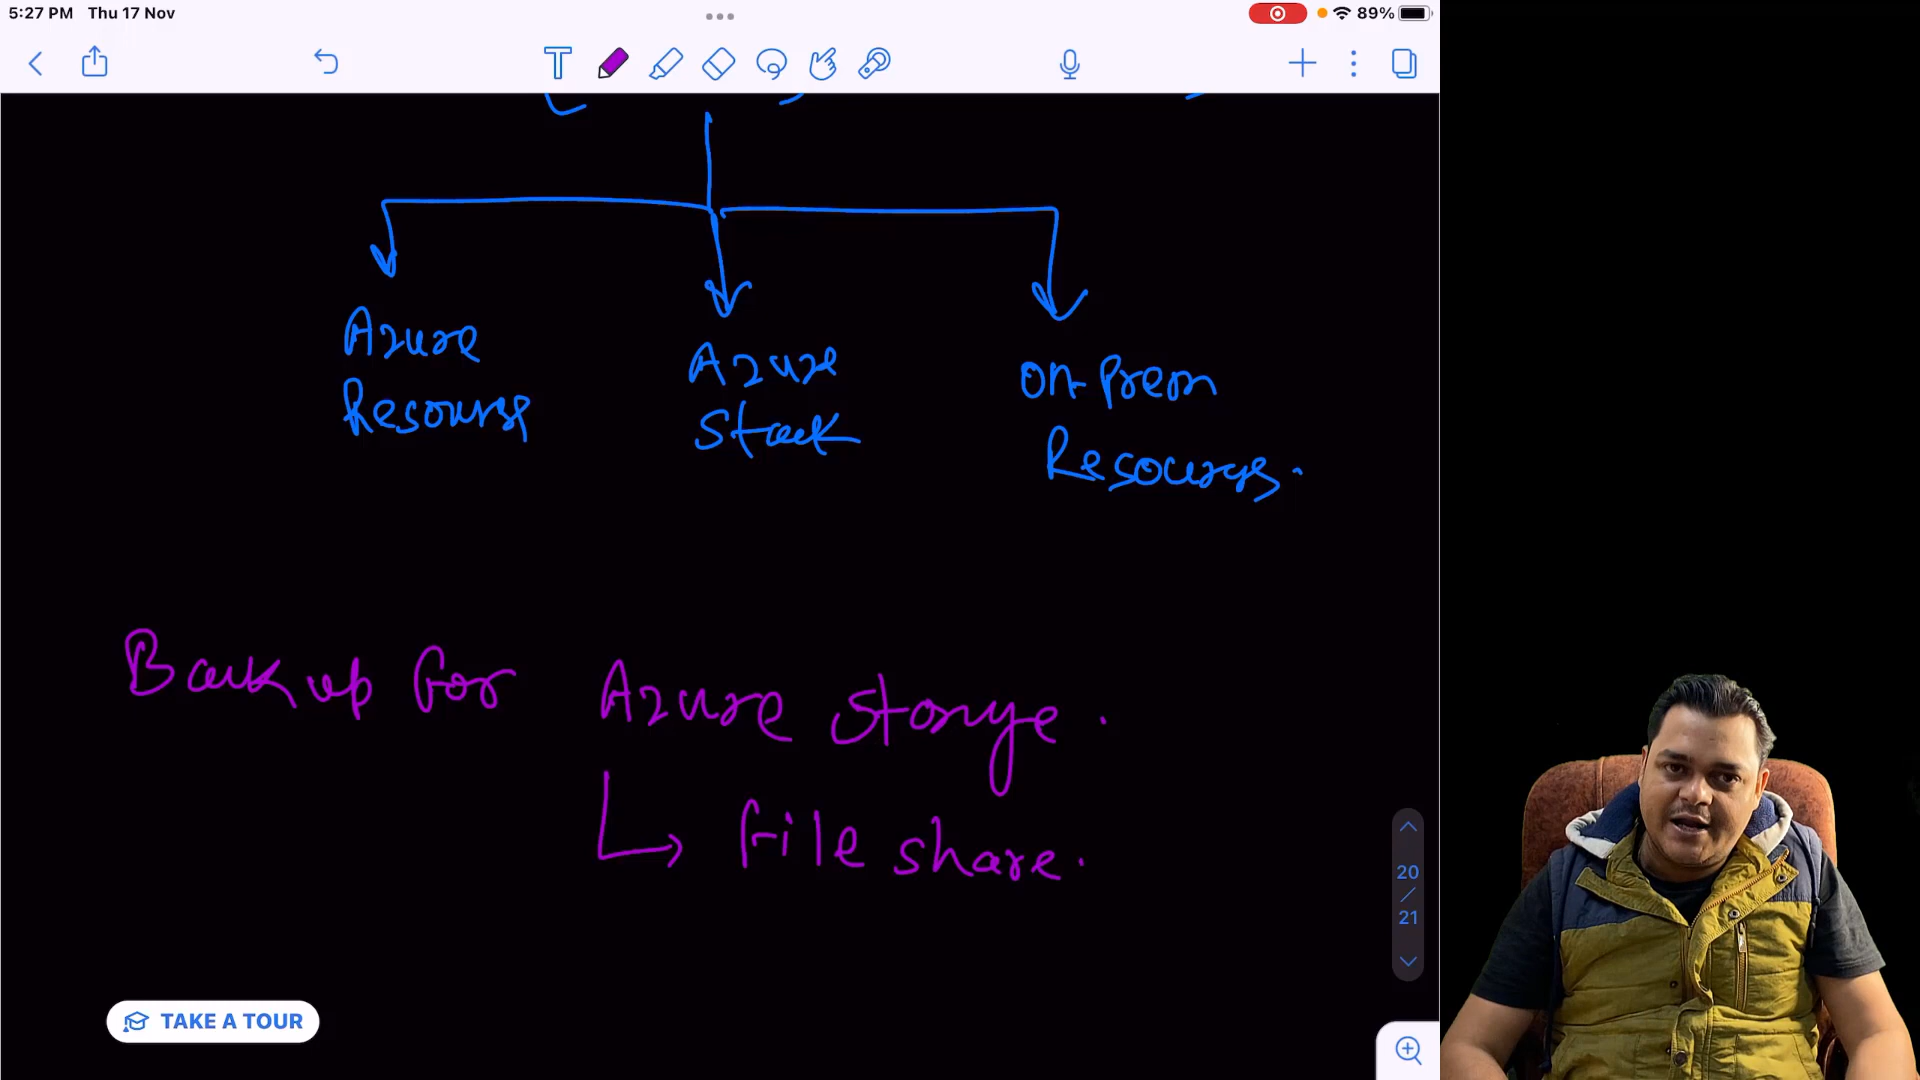 5:27 PM Thu 17 Nov
89%
T
Azure
Resourse
Azure
Stack
on-Prem
Resourses.
Backup for Azure Storage.
File share.
20
/
21
TAKE A TOUR